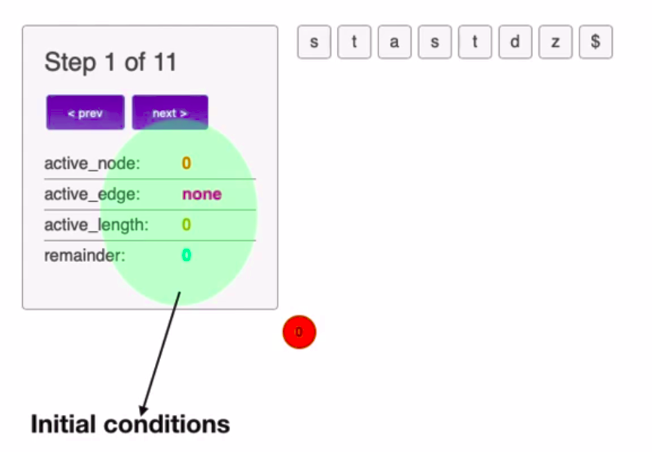 Step 1 of 11
s t a s t d z $
< prev next >
active_node: 0
active_edge: none
active_length: 0
remainder: 0
0
Initial conditions